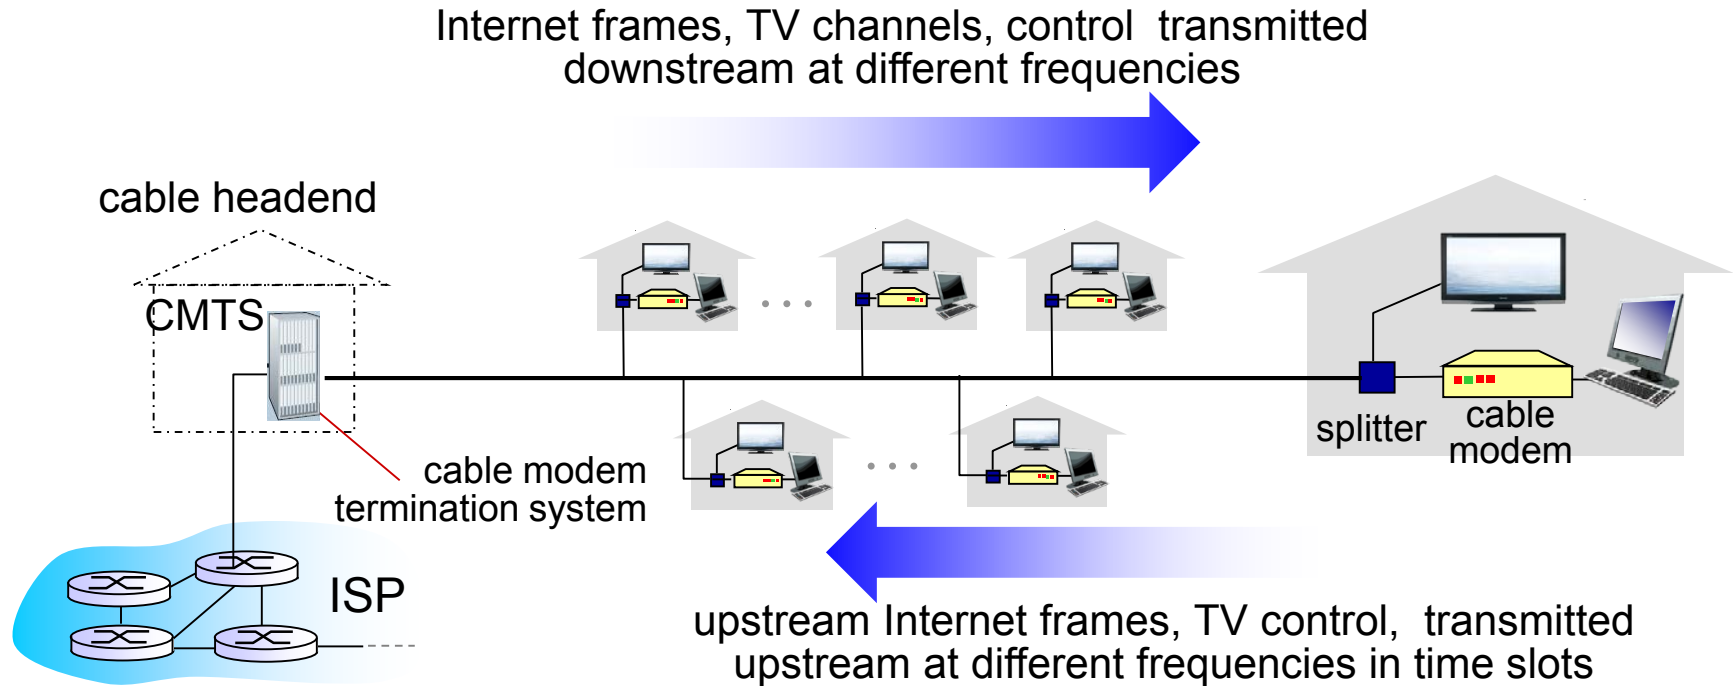 Internet frames, TV channels, control  transmitted
downstream at different frequencies
cable headend
CMTS
splitter
cable
modem
cable modem
termination system
ISP
upstream Internet frames, TV control,  transmitted
upstream at different frequencies in time slots